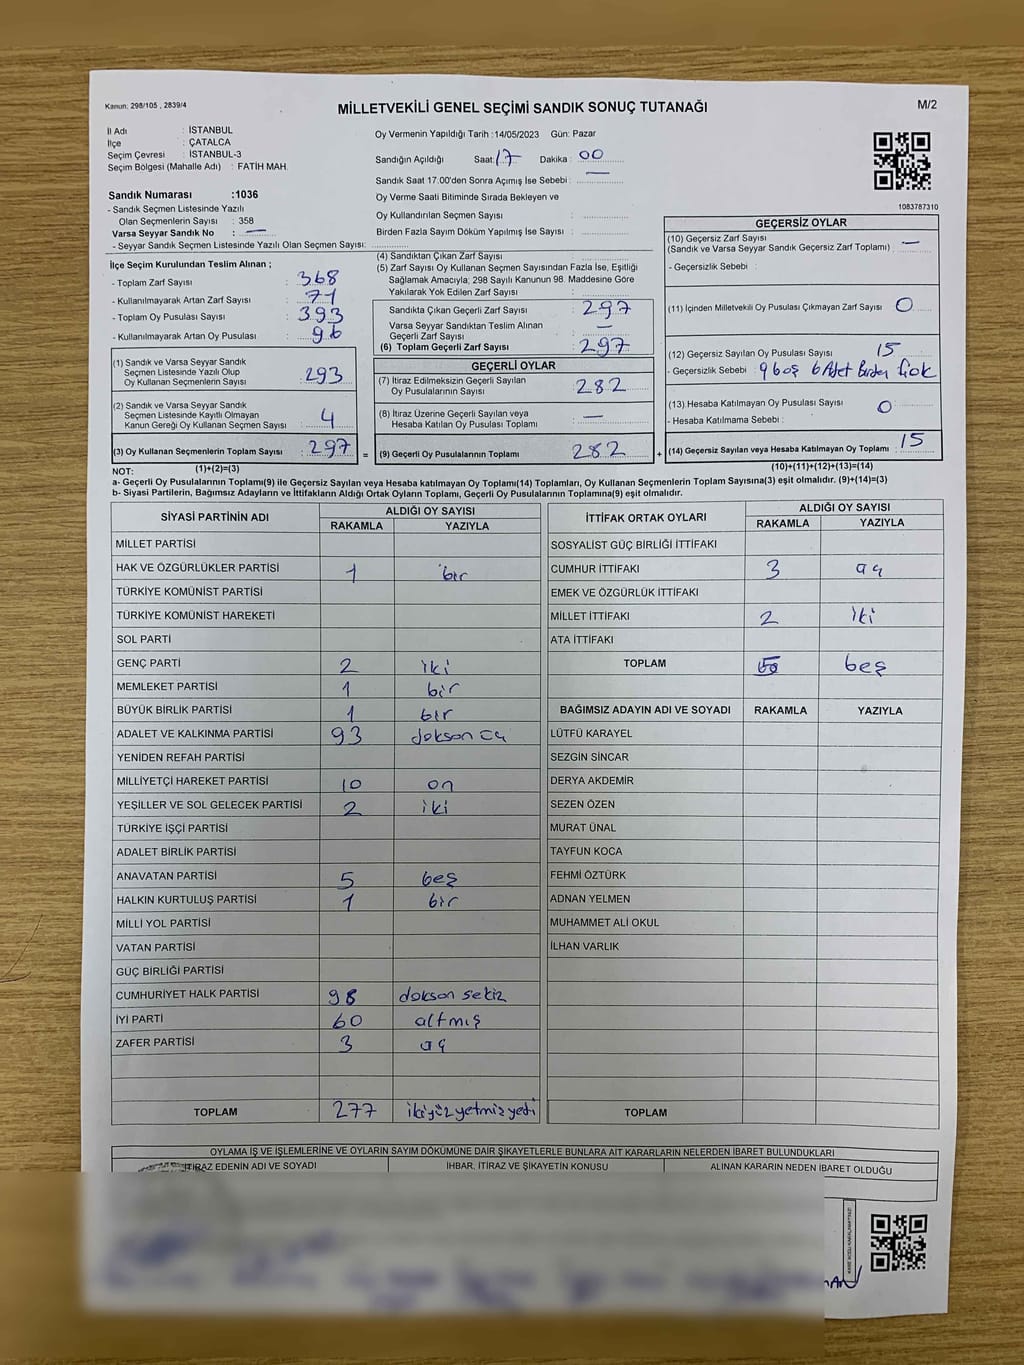 Kanun: 298/105 , 2839/4
MİLLETVEKİLİ GENEL SEÇİMİ SANDIK SONUÇ TUTANAĞI
M/2
İl Adı : İSTANBUL
İlçe : ÇATALCA
Seçim Çevresi : İSTANBUL-3
Seçim Bölgesi (Mahalle Adı) : FATİH MAH.
Sandık Numarası :1036
- Sandık Seçmen Listesinde Yazılı
Olan Seçmenlerin Sayısı : 358
Varsa Seyyar Sandık No : —
- Seyyar Sandık Seçmen Listesinde Yazılı Olan Seçmen Sayısı:
Oy Vermenin Yapıldığı Tarih :14/05/2023 Gün: Pazar
Sandığın Açıldığı Saat: 17 Dakika : 00
Sandık Saat 17.00'den Sonra Açımış İse Sebebi : —
Oy Verme Saati Bitiminde Sırada Bekleyen ve
Oy Kullandırılan Seçmen Sayısı :
Birden Fazla Sayım Döküm Yapılmış İse Sayısı :
1083787310
İlçe Seçim Kurulundan Teslim Alınan ;
- Toplam Zarf Sayısı : 368
- Kullanılmayarak Artan Zarf Sayısı : 71
- Toplam Oy Pusulası Sayısı : 393
- Kullanılmayarak Artan Oy Pusulası : 96
(1) Sandık ve Varsa Seyyar Sandık
Seçmen Listesinde Yazılı Olup
Oy Kullanan Seçmenlerin Sayısı : 293
(2) Sandık ve Varsa Seyyar Sandık
Seçmen Listesinde Kayıtlı Olmayan
Kanun Gereği Oy Kullanan Seçmen Sayısı : 4
(3) Oy Kullanan Seçmenlerin Toplam Sayısı : 297 =
(4) Sandıktan Çıkan Zarf Sayısı :
(5) Zarf Sayısı Oy Kullanan Seçmen Sayısından Fazla İse, Eşitliği
Sağlamak Amacıyla; 298 Sayılı Kanunun 98. Maddesine Göre
Yakılarak Yok Edilen Zarf Sayısı :
Sandıkta Çıkan Geçerli Zarf Sayısı : 297
Varsa Seyyar Sandıktan Teslim Alınan
Geçerli Zarf Sayısı : —
(6) Toplam Geçerli Zarf Sayısı : 297
GEÇERLİ OYLAR
(7) İtiraz Edilmeksizin Geçerli Sayılan
Oy Pusulalarının Sayısı : 282
(8) İtiraz Üzerine Geçerli Sayılan veya
Hesaba Katılan Oy Pusulası Toplamı : —
(9) Geçerli Oy Pusulalarının Toplamı : 282 +
GEÇERSİZ OYLAR
(10) Geçersiz Zarf Sayısı : —
(Sandık ve Varsa Seyyar Sandık Geçersiz Zarf Toplamı)
- Geçersizlik Sebebi :
(11) İçinden Milletvekili Oy Pusulası Çıkmayan Zarf Sayısı : 0
(12) Geçersiz Sayılan Oy Pusulası Sayısı : 15
- Geçersizlik Sebebi : 9 boş 6 Adet Birden
(13) Hesaba Katılmayan Oy Pusulası Sayısı : 0
- Hesaba Katılmama Sebebi :
(14) Geçersiz Sayılan veya Hesaba Katılmayan Oy Toplamı : 15
NOT: (1)+(2)=(3)
(10)+(11)+(12)+(13)=(14)
a- Geçerli Oy Pusulalarının Toplamı(9) ile Geçersiz Sayılan veya Hesaba katılmayan Oy Toplamı(14) Toplamları, Oy Kullanan Seçmenlerin Toplam Sayısına(3) eşit olmalıdır. (9)+(14)=(3)
b- Siyasi Partilerin, Bağımsız Adayların ve İttifakların Aldığı Ortak Oyların Toplamı, Geçerli Oy Pusulalarının Toplamına(9) eşit olmalıdır.
SİYASİ PARTİNİN ADI
ALDIĞI OY SAYISI
RAKAMLA YAZIYLA
MİLLET PARTİSİ
HAK VE ÖZGÜRLÜKLER PARTİSİ 1 bir
TÜRKİYE KOMÜNİST PARTİSİ
TÜRKİYE KOMÜNİST HAREKETİ
SOL PARTİ
GENÇ PARTİ 2 iki
MEMLEKET PARTİSİ 1 bir
BÜYÜK BİRLİK PARTİSİ 1 bir
ADALET VE KALKINMA PARTİSİ 93 doksan üç
YENİDEN REFAH PARTİSİ
MİLLİYETÇİ HAREKET PARTİSİ 10 on
YEŞİLLER VE SOL GELECEK PARTİSİ 2 iki
TÜRKİYE İŞÇİ PARTİSİ
ADALET BİRLİK PARTİSİ
ANAVATAN PARTİSİ 5 beş
HALKIN KURTULUŞ PARTİSİ 1 bir
MİLLİ YOL PARTİSİ
VATAN PARTİSİ
GÜÇ BİRLİĞİ PARTİSİ
CUMHURİYET HALK PARTİSİ 98 doksan sekiz
İYİ PARTİ 60 altmış
ZAFER PARTİSİ 3 üç
TOPLAM 277 ikiyüzyetmişyedi
İTTİFAK ORTAK OYLARI
ALDIĞI OY SAYISI
RAKAMLA YAZIYLA
SOSYALİST GÜÇ BİRLİĞİ İTTİFAKI
CUMHUR İTTİFAKI 3 üç
EMEK VE ÖZGÜRLÜK İTTİFAKI
MİLLET İTTİFAKI 2 iki
ATA İTTİFAKI
TOPLAM 5 beş
BAĞIMSIZ ADAYIN ADI VE SOYADI RAKAMLA YAZIYLA
LÜTFÜ KARAYEL
SEZGİN SİNCAR
DERYA AKDEMİR
SEZEN ÖZEN
MURAT ÜNAL
TAYFUN KOCA
FEHMİ ÖZTÜRK
ADNAN YELMEN
MUHAMMET ALİ OKUL
İLHAN VARLIK
TOPLAM
OYLAMA İŞ VE İŞLEMLERİNE VE OYLARIN SAYIM DÖKÜMÜNE DAİR ŞİKAYETLERLE BUNLARA AİT KARARLARIN NELERDEN İBARET BULUNDUKLARI
İTİRAZ EDENİN ADI VE SOYADI
İHBAR, İTİRAZ VE ŞİKAYETİN KONUSU
ALINAN KARARIN NEDEN İBARET OLDUĞU